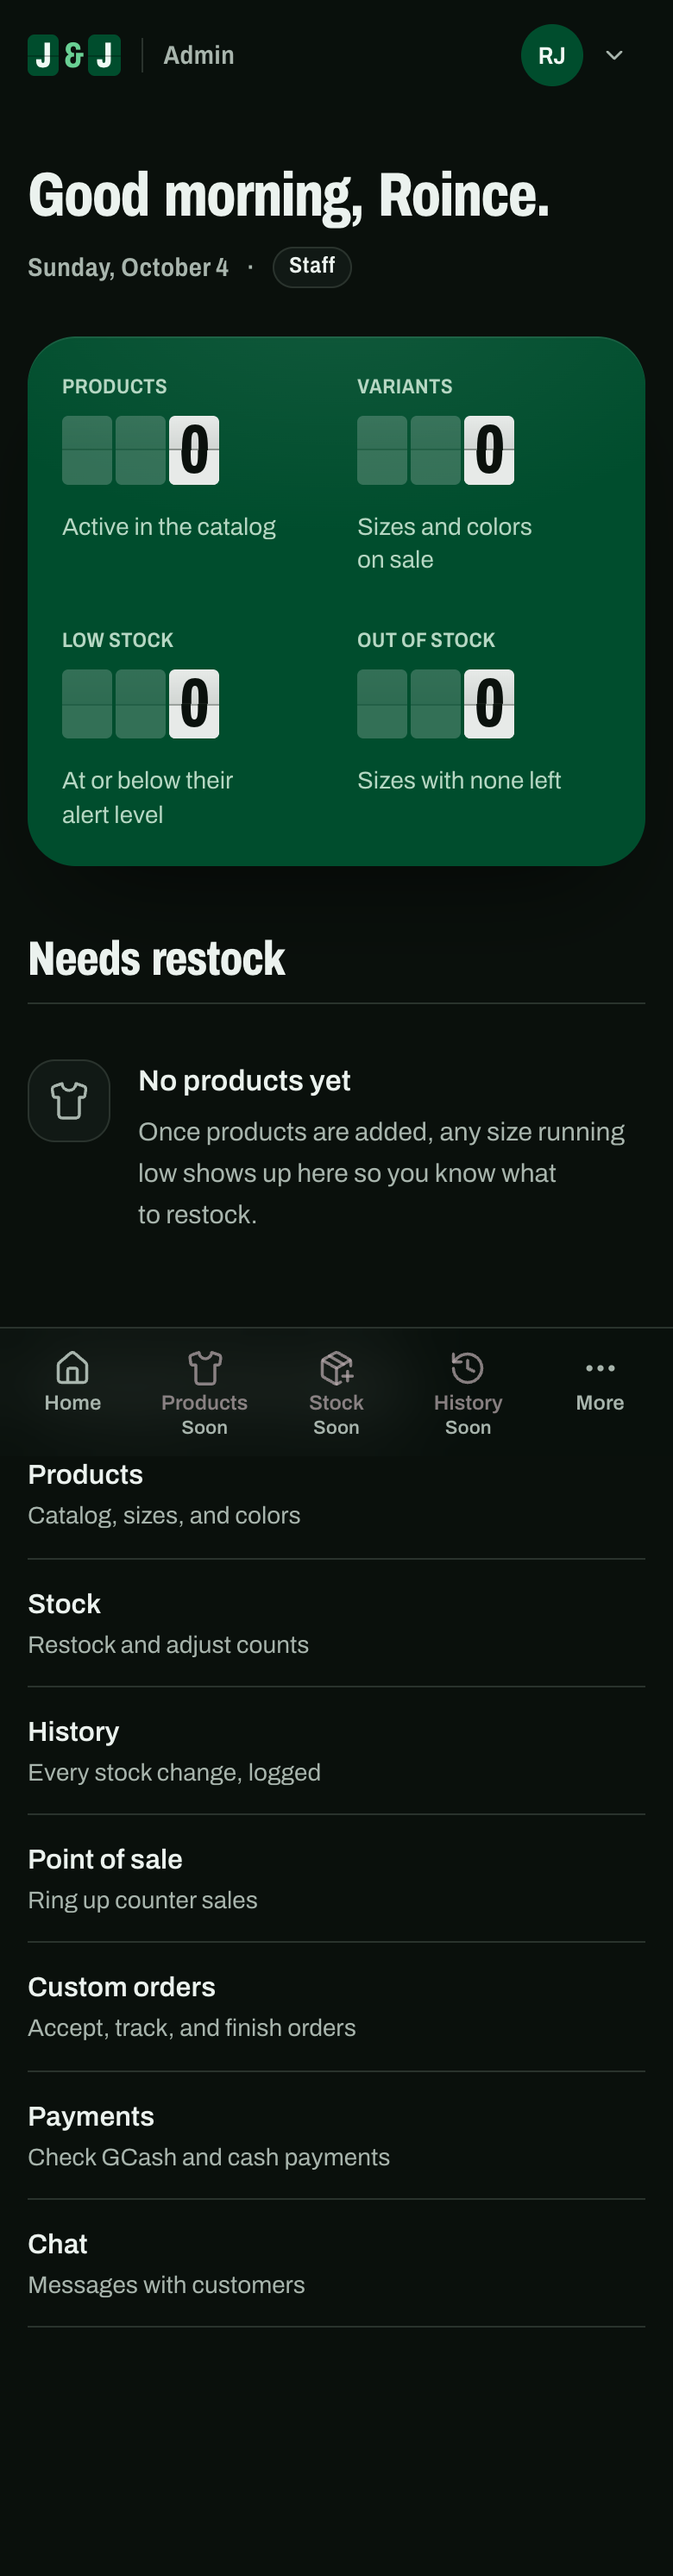 J & J Admin RJ
Good morning, Roince.
Sunday, October 4 · Staff
PRODUCTS VARIANTS
0 0
Active in the catalog Sizes and colors
on sale
LOW STOCK OUT OF STOCK
0 0
At or below their Sizes with none left
alert level
Needs restock
No products yet
Once products are added, any size running
low shows up here so you know what
to restock.
Home Products Stock History More
Soon Soon Soon
Products
Catalog, sizes, and colors
Stock
Restock and adjust counts
History
Every stock change, logged
Point of sale
Ring up counter sales
Custom orders
Accept, track, and finish orders
Payments
Check GCash and cash payments
Chat
Messages with customers